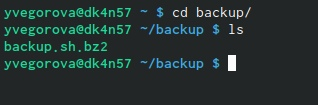 yvegorova@dk4n57 ~ $ cd backup/
yvegorova@dk4n57 ~/backup $ ls
backup.sh.bz2
yvegorova@dk4n57 ~/backup $